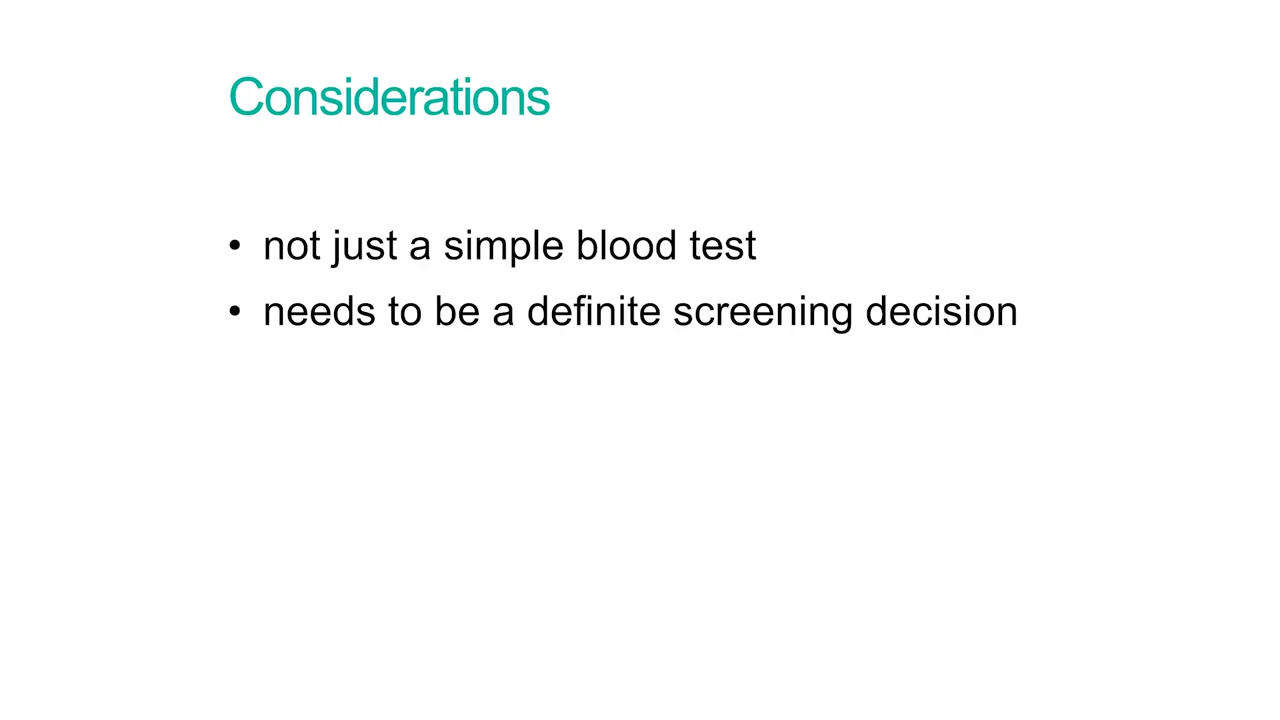 Considerations
• not just a simple blood test
• needs to be a definite screening decision